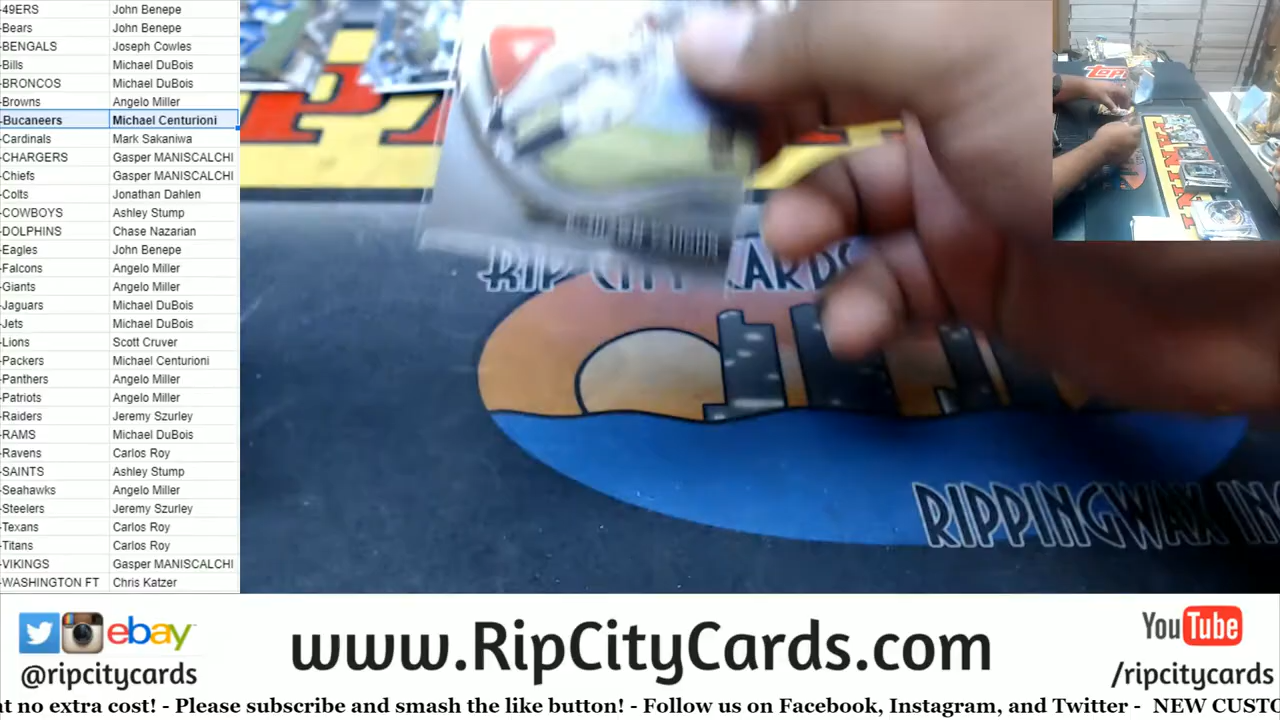 -49ERS John Benepe
-Bears John Benepe
-BENGALS Joseph Cowles
-Bills Michael DuBois
-BRONCOS Michael DuBois
-Browns Angelo Miller
-Bucaneers Michael Centurioni
-Cardinals Mark Sakaniwa
-CHARGERS Gasper MANISCALCHI
-Chiefs Gasper MANISCALCHI
-Colts Jonathan Dahlen
-COWBOYS Ashley Stump
-DOLPHINS Chase Nazarian
-Eagles John Benepe
-Falcons Angelo Miller
-Giants Angelo Miller
-Jaguars Michael DuBois
-Jets Michael DuBois
-Lions Scott Cruver
-Packers Michael Centurioni
-Panthers Angelo Miller
-Patriots Angelo Miller
-Raiders Jeremy Szurley
-RAMS Michael DuBois
-Ravens Carlos Roy
-SAINTS Ashley Stump
-Seahawks Angelo Miller
-Steelers Jeremy Szurley
-Texans Carlos Roy
-Titans Carlos Roy
-VIKINGS Gasper MANISCALCHI
-WASHINGTON FT Chris Katzer
RIP CITY CARDS
RIPPINGWAX
ebay
@ripcitycards
www.RipCityCards.com
YouTube
/ripcitycards
at no extra cost! - Please subscribe and smash the like button! - Follow us on Facebook, Instagram, and Twitter - NEW CUSTO